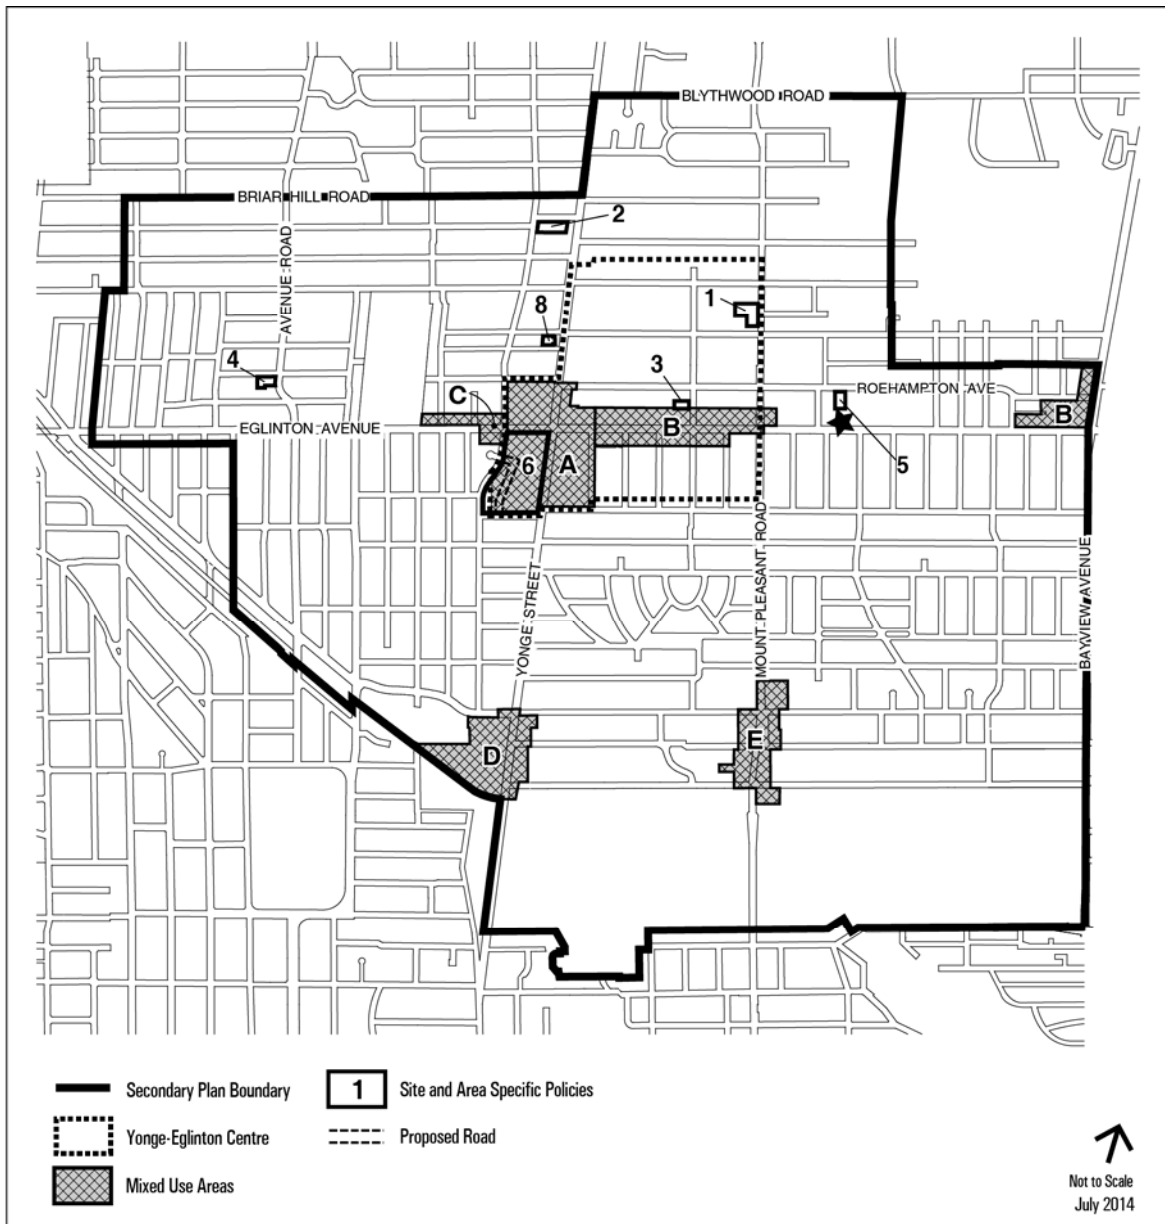 BLYTHWOOD ROAD
BRIAR HILL ROAD
2
AVENUE ROAD
1
8
4
3
C
ROEHAMPTON AVE
B
EGLINTON AVENUE
B
6
A
5
YONGE STREET
MOUNT PLEASANT ROAD
BAYVIEW AVENUE
D
E
Secondary Plan Boundary
1
Site and Area Specific Policies
Yonge-Eglinton Centre
Proposed Road
Mixed Use Areas
Not to Scale
July 2014